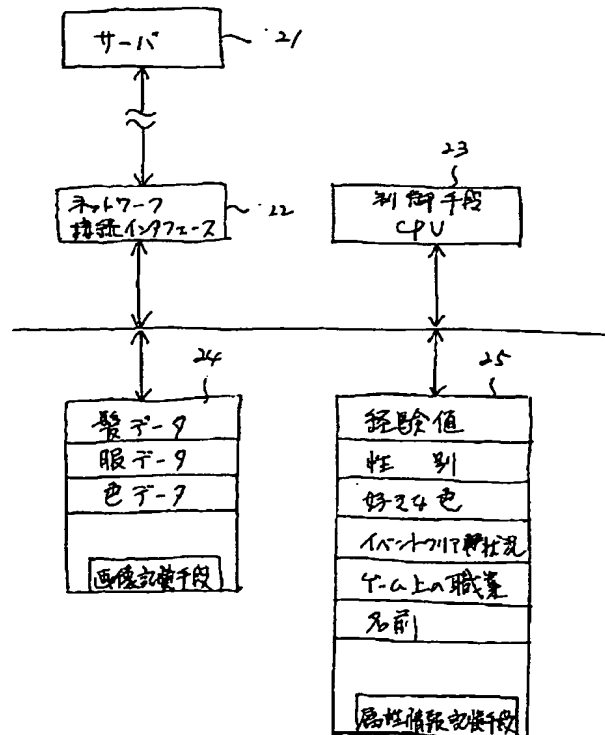 サーバ
21
ネットワーク
接続インタフェース
22
23
制御手段
CPU
24
髪データ
服データ
色データ
画像記憶手段
25
経験値
性別
好きな色
イベントクリア状況
ゲーム上の職業
名前
属性情報記憶手段